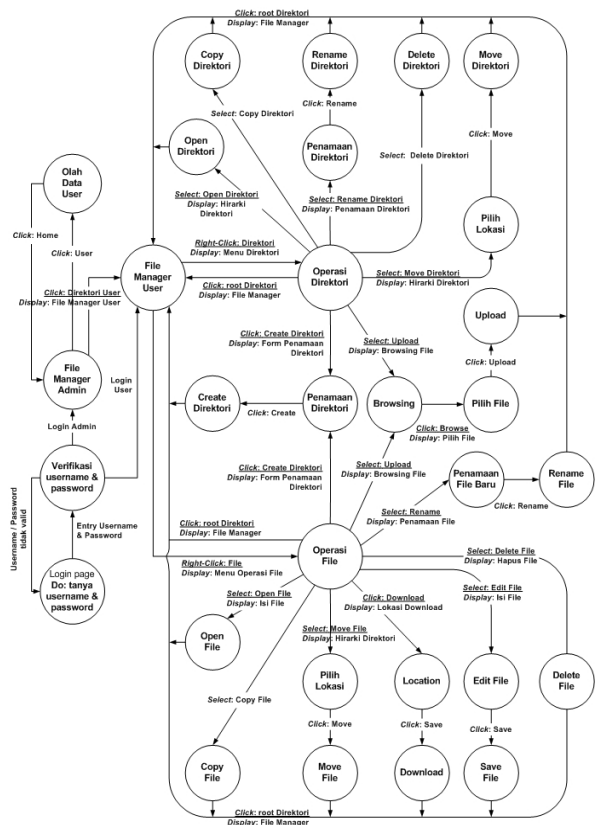 Click: root Direktori
Display: File Manager
Copy
Direktori
Rename
Direktori
Delete
Direktori
Move
Direktori
Click: Rename
Select: Copy Direktori
Click: Move
Open
Direktori
Penamaan
Direktori
Select: Delete Direktori
Olah
Data
User
Select: Open Direktori
Display: Hirarki
Direktori
Select: Rename Direktori
Display: Penamaan Direktori
Pilih
Lokasi
Click: Home
Click: User
Right-Click: Direktori
Display: Menu Direktori
File
Manager
User
Operasi
Direktori
Select: Move Direktori
Display: Hirarki Direktori
Click: Direktori User
Display: File Manager User
Click: root Direktori
Display: File Manager
Upload
Click: Create Direktori
Display: Form Penamaan
Direktori
Select: Upload
Display: Browsing File
Click: Upload
File
Manager
Admin
Login
User
Create
Direktori
Click: Create
Penamaan
Direktori
Browsing
Pilih File
Click: Browse
Display: Pilih File
Login Admin
Verifikasi
username &
password
Click: Create Direktori
Display: Form Penamaan
Direktori
Select: Upload
Display: Browsing File
Penamaan
File Baru
Rename
File
Click: Rename
Select: Rename
Display: Penamaan File
Username / Password
tidak valid
Entry Username
& Password
Click: root Direktori
Display: File Manager
Operasi
File
Select: Delete File
Display: Hapus File
Login page
Do: tanya
username &
password
Right-Click: File
Display: Menu Operasi File
Select: Open File
Display: Isi File
Click: Download
Display: Lokasi Download
Select: Edit File
Display: Isi File
Select: Move File
Display: Hirarki Direktori
Open
File
Pilih
Lokasi
Location
Edit File
Delete
File
Select: Copy File
Click: Move
Click: Save
Click: Save
Copy
File
Move
File
Download
Save
File
Click: root Direktori
Display: File Manager